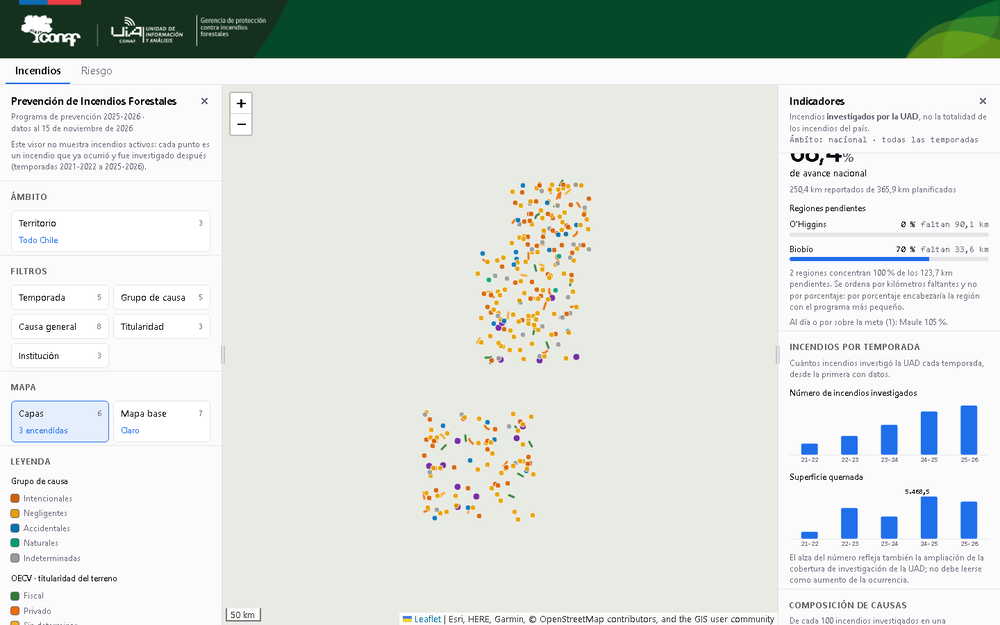 conaf
UIA
CONAF
UNIDAD DE
INFORMACIÓN
Y ANÁLISIS
Gerencia de protección
contra incendios
forestales
Incendios
Riesgo
Prevención de Incendios Forestales
Programa de prevención 2025-2026 ·
datos al 15 de noviembre de 2026
Este visor no muestra incendios activos: cada punto es
un incendio que ya ocurrió y fue investigado después
(temporadas 2021-2022 a 2025-2026).
ÁMBITO
Territorio 3
Todo Chile
FILTROS
Temporada 5
Grupo de causa 5
Causa general 8
Titularidad 3
Institución 3
MAPA
Capas 6
3 encendidas
Mapa base 7
Claro
LEYENDA
Grupo de causa
Intencionales
Negligentes
Accidentales
Naturales
Indeterminadas
OECV · titularidad del terreno
Fiscal
Privado
Sin determinar
+
−
50 km
Leaflet | Esri, HERE, Garmin, © OpenStreetMap contributors, and the GIS user community
Indicadores
Incendios investigados por la UAD, no la totalidad de
los incendios del país.
Ámbito: nacional · todas las temporadas
68,4%
de avance nacional
250,4 km reportados de 365,9 km planificados
Regiones pendientes
O'Higgins 0 % faltan 90,1 km
Biobío 70 % faltan 33,6 km
2 regiones concentran 100 % de los 123,7 km
pendientes. Se ordena por kilómetros faltantes y no
por porcentaje: por porcentaje encabezaría la región
con el programa más pequeño.
Al día o por sobre la meta (1): Maule 105 %.
INCENDIOS POR TEMPORADA
Cuántos incendios investigó la UAD cada temporada,
desde la primera con datos.
Número de incendios investigados
21-22 22-23 23-24 24-25 25-26
Superficie quemada
5.468,5
21-22 22-23 23-24 24-25 25-26
El alza del número refleja también la ampliación de la
cobertura de investigación de la UAD; no debe leerse
como aumento de la ocurrencia.
COMPOSICIÓN DE CAUSAS
De cada 100 incendios investigados en una